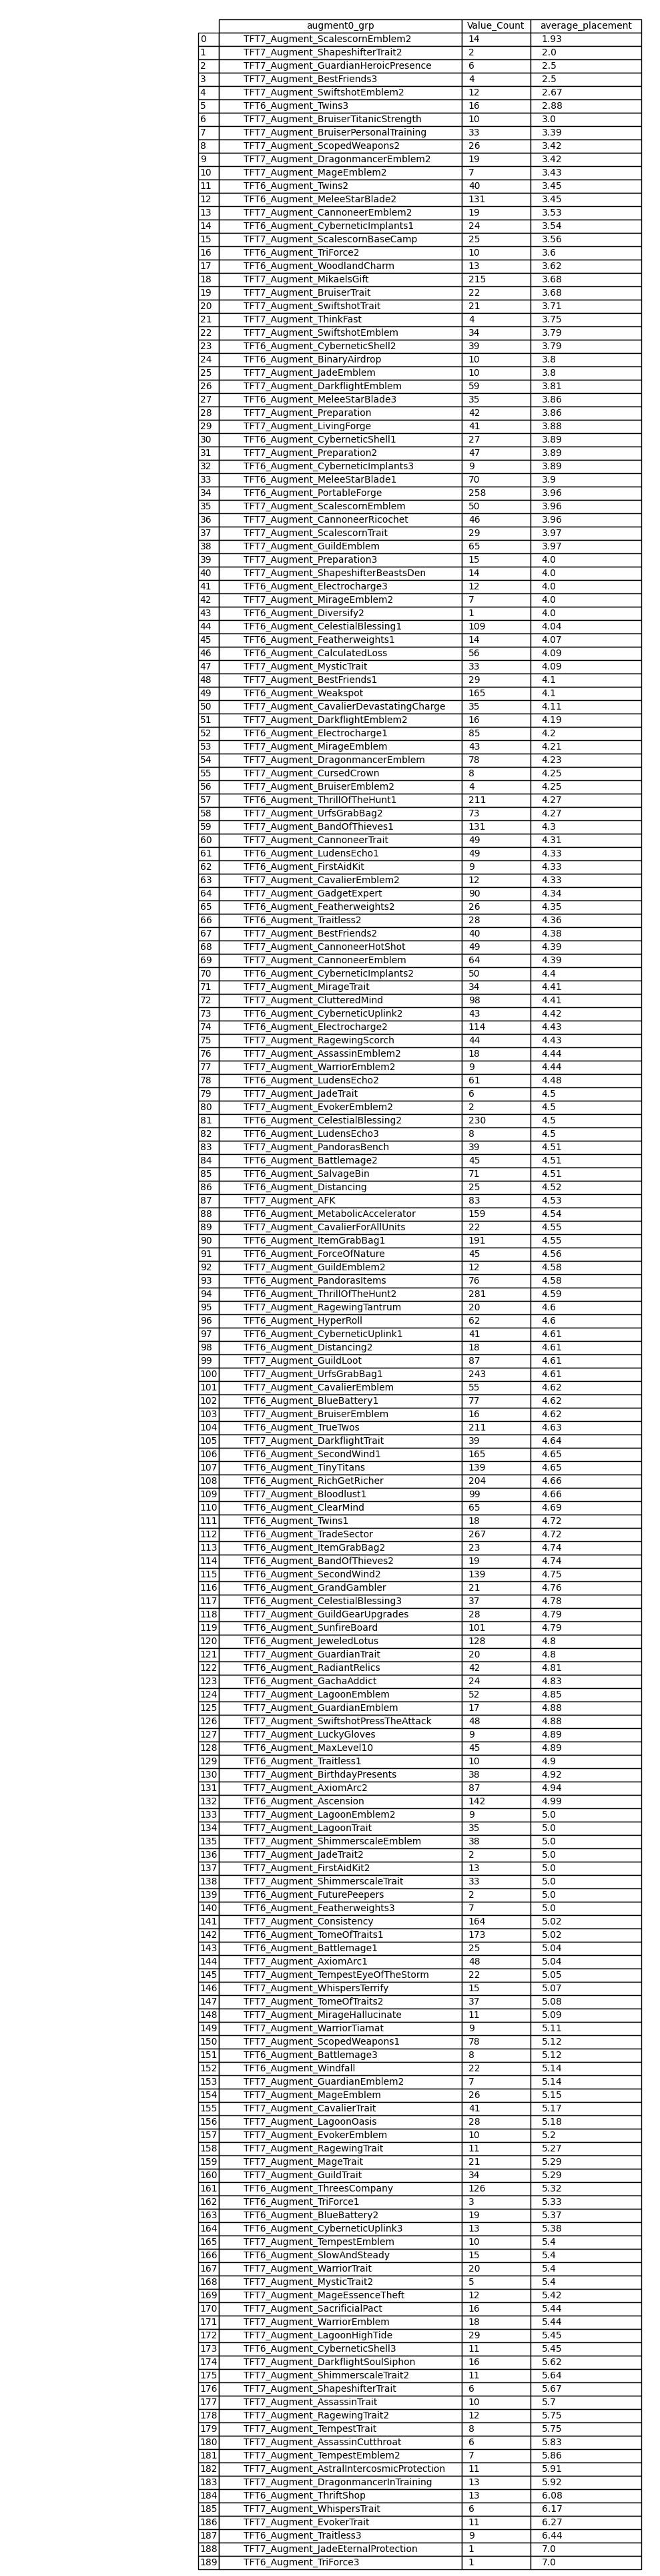 augment0_grp Value_Count average_placement
0 TFT7_Augment_ScalescornEmblem2 14 1.93
1 TFT7_Augment_ShapeshifterTrait2 2 2.0
2 TFT7_Augment_GuardianHeroicPresence 6 2.5
3 TFT7_Augment_BestFriends3 4 2.5
4 TFT7_Augment_SwiftshotEmblem2 12 2.67
5 TFT6_Augment_Twins3 16 2.88
6 TFT7_Augment_BruiserTitanicStrength 10 3.0
7 TFT7_Augment_BruiserPersonalTraining 33 3.39
8 TFT7_Augment_ScopedWeapons2 26 3.42
9 TFT7_Augment_DragonmancerEmblem2 19 3.42
10 TFT7_Augment_MageEmblem2 7 3.43
11 TFT6_Augment_Twins2 40 3.45
12 TFT6_Augment_MeleeStarBlade2 131 3.45
13 TFT7_Augment_CannoneerEmblem2 19 3.53
14 TFT6_Augment_CyberneticImplants1 24 3.54
15 TFT7_Augment_ScalescornBaseCamp 25 3.56
16 TFT6_Augment_TriForce2 10 3.6
17 TFT6_Augment_WoodlandCharm 13 3.62
18 TFT7_Augment_MikaelsGift 215 3.68
19 TFT7_Augment_BruiserTrait 22 3.68
20 TFT7_Augment_SwiftshotTrait 21 3.71
21 TFT7_Augment_ThinkFast 4 3.75
22 TFT7_Augment_SwiftshotEmblem 34 3.79
23 TFT6_Augment_CyberneticShell2 39 3.79
24 TFT6_Augment_BinaryAirdrop 10 3.8
25 TFT7_Augment_JadeEmblem 10 3.8
26 TFT7_Augment_DarkflightEmblem 59 3.81
27 TFT6_Augment_MeleeStarBlade3 35 3.86
28 TFT7_Augment_Preparation 42 3.86
29 TFT7_Augment_LivingForge 41 3.88
30 TFT6_Augment_CyberneticShell1 27 3.89
31 TFT7_Augment_Preparation2 47 3.89
32 TFT6_Augment_CyberneticImplants3 9 3.89
33 TFT6_Augment_MeleeStarBlade1 70 3.9
34 TFT6_Augment_PortableForge 258 3.96
35 TFT7_Augment_ScalescornEmblem 50 3.96
36 TFT7_Augment_CannoneerRicochet 46 3.96
37 TFT7_Augment_ScalescornTrait 29 3.97
38 TFT7_Augment_GuildEmblem 65 3.97
39 TFT7_Augment_Preparation3 15 4.0
40 TFT7_Augment_ShapeshifterBeastsDen 14 4.0
41 TFT6_Augment_Electrocharge3 12 4.0
42 TFT7_Augment_MirageEmblem2 7 4.0
43 TFT6_Augment_Diversify2 1 4.0
44 TFT6_Augment_CelestialBlessing1 109 4.04
45 TFT6_Augment_Featherweights1 14 4.07
46 TFT6_Augment_CalculatedLoss 56 4.09
47 TFT7_Augment_MysticTrait 33 4.09
48 TFT7_Augment_BestFriends1 29 4.1
49 TFT6_Augment_Weakspot 165 4.1
50 TFT7_Augment_CavalierDevastatingCharge 35 4.11
51 TFT7_Augment_DarkflightEmblem2 16 4.19
52 TFT6_Augment_Electrocharge1 85 4.2
53 TFT7_Augment_MirageEmblem 43 4.21
54 TFT7_Augment_DragonmancerEmblem 78 4.23
55 TFT7_Augment_CursedCrown 8 4.25
56 TFT7_Augment_BruiserEmblem2 4 4.25
57 TFT6_Augment_ThrillOfTheHunt1 211 4.27
58 TFT7_Augment_UrfsGrabBag2 73 4.27
59 TFT7_Augment_BandOfThieves1 131 4.3
60 TFT7_Augment_CannoneerTrait 49 4.31
61 TFT6_Augment_LudensEcho1 49 4.33
62 TFT7_Augment_FirstAidKit 9 4.33
63 TFT7_Augment_CavalierEmblem2 12 4.33
64 TFT7_Augment_GadgetExpert 90 4.34
65 TFT6_Augment_Featherweights2 26 4.35
66 TFT6_Augment_Traitless2 28 4.36
67 TFT7_Augment_BestFriends2 40 4.38
68 TFT7_Augment_CannoneerHotShot 49 4.39
69 TFT7_Augment_CannoneerEmblem 64 4.39
70 TFT6_Augment_CyberneticImplants2 50 4.4
71 TFT7_Augment_MirageTrait 34 4.41
72 TFT7_Augment_ClutteredMind 98 4.41
73 TFT6_Augment_CyberneticUplink2 43 4.42
74 TFT6_Augment_Electrocharge2 114 4.43
75 TFT7_Augment_RagewingScorch 44 4.43
76 TFT7_Augment_AssassinEmblem2 18 4.44
77 TFT7_Augment_WarriorEmblem2 9 4.44
78 TFT6_Augment_LudensEcho2 61 4.48
79 TFT7_Augment_JadeTrait 6 4.5
80 TFT7_Augment_EvokerEmblem2 2 4.5
81 TFT6_Augment_CelestialBlessing2 230 4.5
82 TFT6_Augment_LudensEcho3 8 4.5
83 TFT7_Augment_PandorasBench 39 4.51
84 TFT6_Augment_Battlemage2 45 4.51
85 TFT6_Augment_SalvageBin 71 4.51
86 TFT6_Augment_Distancing 25 4.52
87 TFT7_Augment_AFK 83 4.53
88 TFT6_Augment_MetabolicAccelerator 159 4.54
89 TFT7_Augment_CavalierForAllUnits 22 4.55
90 TFT6_Augment_ItemGrabBag1 191 4.55
91 TFT6_Augment_ForceOfNature 45 4.56
92 TFT7_Augment_GuildEmblem2 12 4.58
93 TFT6_Augment_PandorasItems 76 4.58
94 TFT6_Augment_ThrillOfTheHunt2 281 4.59
95 TFT7_Augment_RagewingTantrum 20 4.6
96 TFT6_Augment_HyperRoll 62 4.6
97 TFT6_Augment_CyberneticUplink1 41 4.61
98 TFT6_Augment_Distancing2 18 4.61
99 TFT7_Augment_GuildLoot 87 4.61
100 TFT7_Augment_UrfsGrabBag1 243 4.61
101 TFT7_Augment_CavalierEmblem 55 4.62
102 TFT6_Augment_BlueBattery1 77 4.62
103 TFT7_Augment_BruiserEmblem 16 4.62
104 TFT6_Augment_TrueTwos 211 4.63
105 TFT7_Augment_DarkflightTrait 39 4.64
106 TFT6_Augment_SecondWind1 165 4.65
107 TFT6_Augment_TinyTitans 139 4.65
108 TFT6_Augment_RichGetRicher 204 4.66
109 TFT7_Augment_Bloodlust1 99 4.66
110 TFT6_Augment_ClearMind 65 4.69
111 TFT6_Augment_Twins1 18 4.72
112 TFT6_Augment_TradeSector 267 4.72
113 TFT6_Augment_ItemGrabBag2 23 4.74
114 TFT6_Augment_BandOfThieves2 19 4.74
115 TFT6_Augment_SecondWind2 139 4.75
116 TFT6_Augment_GrandGambler 21 4.76
117 TFT6_Augment_CelestialBlessing3 37 4.78
118 TFT7_Augment_GuildGearUpgrades 28 4.79
119 TFT6_Augment_SunfireBoard 101 4.79
120 TFT6_Augment_JeweledLotus 128 4.8
121 TFT7_Augment_GuardianTrait 20 4.8
122 TFT6_Augment_RadiantRelics 42 4.81
123 TFT6_Augment_GachaAddict 24 4.83
124 TFT7_Augment_LagoonEmblem 52 4.85
125 TFT7_Augment_GuardianEmblem 17 4.88
126 TFT7_Augment_SwiftshotPressTheAttack 48 4.88
127 TFT7_Augment_LuckyGloves 9 4.89
128 TFT6_Augment_MaxLevel10 45 4.89
129 TFT6_Augment_Traitless1 10 4.9
130 TFT7_Augment_BirthdayPresents 38 4.92
131 TFT7_Augment_AxiomArc2 87 4.94
132 TFT6_Augment_Ascension 142 4.99
133 TFT7_Augment_LagoonEmblem2 9 5.0
134 TFT7_Augment_LagoonTrait 35 5.0
135 TFT7_Augment_ShimmerscaleEmblem 38 5.0
136 TFT7_Augment_JadeTrait2 2 5.0
137 TFT7_Augment_FirstAidKit2 13 5.0
138 TFT7_Augment_ShimmerscaleTrait 33 5.0
139 TFT6_Augment_FuturePeepers 2 5.0
140 TFT6_Augment_Featherweights3 7 5.0
141 TFT7_Augment_Consistency 164 5.02
142 TFT6_Augment_TomeOfTraits1 173 5.02
143 TFT6_Augment_Battlemage1 25 5.04
144 TFT7_Augment_AxiomArc1 48 5.04
145 TFT7_Augment_TempestEyeOfTheStorm 22 5.05
146 TFT7_Augment_WhispersTerrify 15 5.07
147 TFT7_Augment_TomeOfTraits2 37 5.08
148 TFT7_Augment_MirageHallucinate 11 5.09
149 TFT7_Augment_WarriorTiamat 9 5.11
150 TFT7_Augment_ScopedWeapons1 78 5.12
151 TFT6_Augment_Battlemage3 8 5.12
152 TFT6_Augment_Windfall 22 5.14
153 TFT7_Augment_GuardianEmblem2 7 5.14
154 TFT7_Augment_MageEmblem 26 5.15
155 TFT7_Augment_CavalierTrait 41 5.17
156 TFT7_Augment_LagoonOasis 28 5.18
157 TFT7_Augment_EvokerEmblem 10 5.2
158 TFT7_Augment_RagewingTrait 11 5.27
159 TFT7_Augment_MageTrait 21 5.29
160 TFT7_Augment_GuildTrait 34 5.29
161 TFT6_Augment_ThreesCompany 126 5.32
162 TFT6_Augment_TriForce1 3 5.33
163 TFT6_Augment_BlueBattery2 19 5.37
164 TFT6_Augment_CyberneticUplink3 13 5.38
165 TFT7_Augment_TempestEmblem 10 5.4
166 TFT6_Augment_SlowAndSteady 15 5.4
167 TFT7_Augment_WarriorTrait 20 5.4
168 TFT7_Augment_MysticTrait2 5 5.4
169 TFT7_Augment_MageEssenceTheft 12 5.42
170 TFT7_Augment_SacrificialPact 16 5.44
171 TFT7_Augment_WarriorEmblem 18 5.44
172 TFT7_Augment_LagoonHighTide 29 5.45
173 TFT6_Augment_CyberneticShell3 11 5.45
174 TFT7_Augment_DarkflightSoulSiphon 16 5.62
175 TFT7_Augment_ShimmerscaleTrait2 11 5.64
176 TFT7_Augment_ShapeshifterTrait 6 5.67
177 TFT7_Augment_AssassinTrait 10 5.7
178 TFT7_Augment_RagewingTrait2 12 5.75
179 TFT7_Augment_TempestTrait 8 5.75
180 TFT7_Augment_AssassinCutthroat 6 5.83
181 TFT7_Augment_TempestEmblem2 7 5.86
182 TFT7_Augment_AstralIntercosmicProtection 11 5.91
183 TFT7_Augment_DragonmancerInTraining 13 5.92
184 TFT6_Augment_ThriftShop 13 6.08
185 TFT7_Augment_WhispersTrait 6 6.17
186 TFT7_Augment_EvokerTrait 11 6.27
187 TFT6_Augment_Traitless3 9 6.44
188 TFT7_Augment_JadeEternalProtection 1 7.0
189 TFT6_Augment_TriForce3 1 7.0